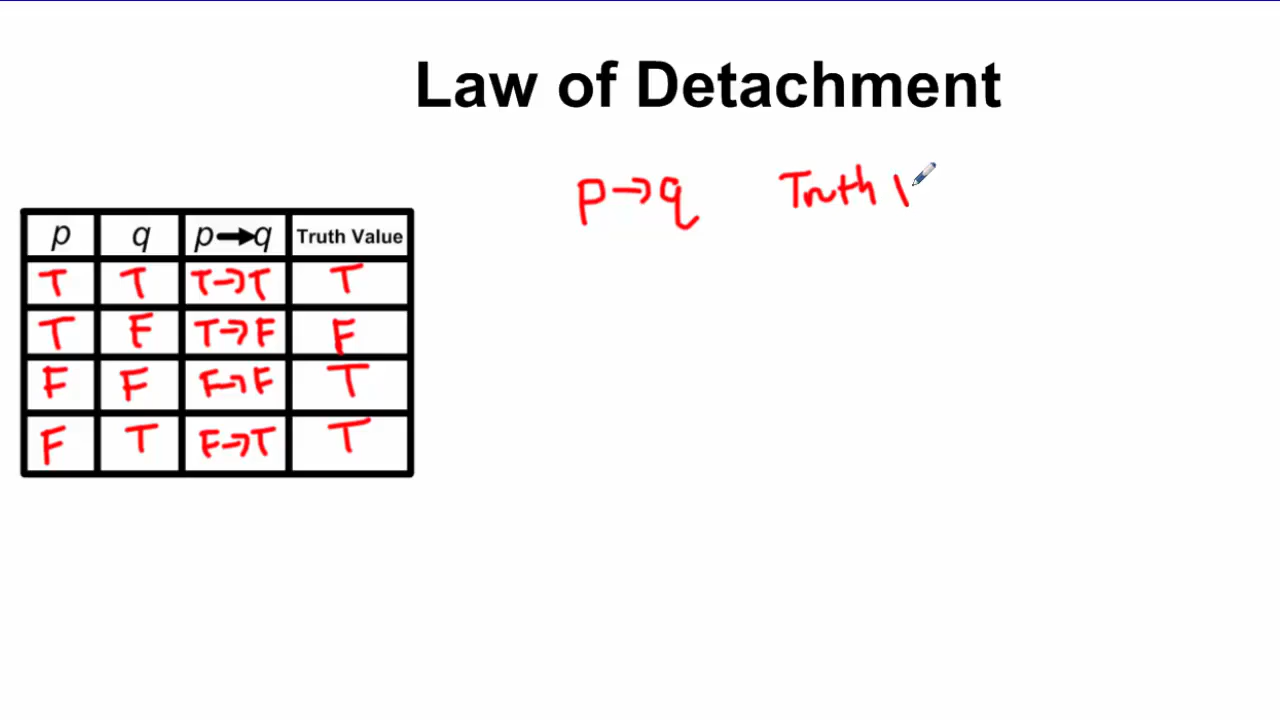 Law of Detachment
p→q Truth
p q p→q Truth Value
T T T→T T
T F T→F F
F F F→F T
F T F→T T